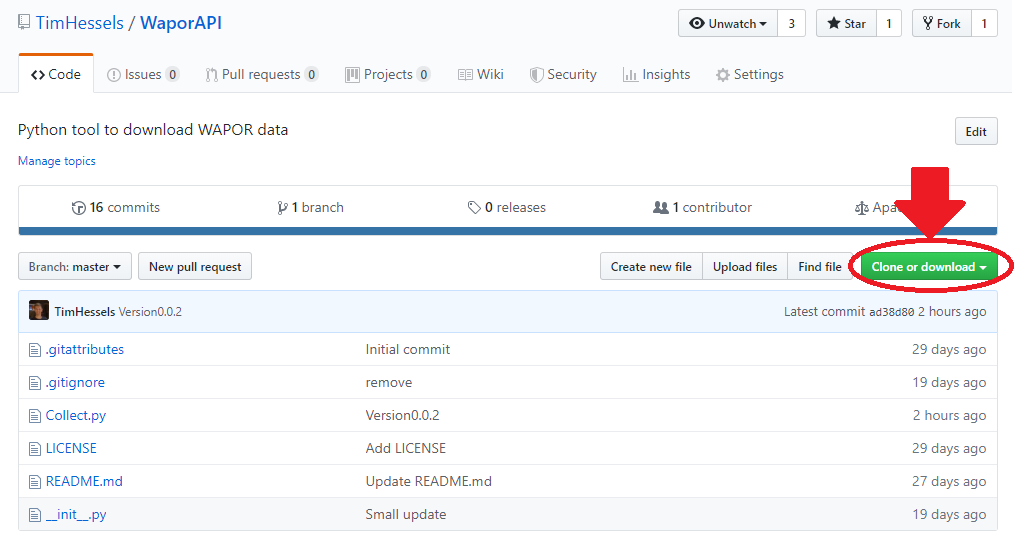 TimHessels / WaporAPI Unwatch 3 Star 1 Fork 1
Code Issues 0 Pull requests 0 Projects 0 Wiki Security Insights Settings
Python tool to download WAPOR data Edit
Manage topics
16 commits 1 branch 0 releases 1 contributor
Branch: master New pull request Create new file Upload files Find file Clone or download
TimHessels Version0.0.2 Latest commit ad38d80 2 hours ago
.gitattributes Initial commit 29 days ago
.gitignore remove 19 days ago
Collect.py Version0.0.2 2 hours ago
LICENSE Add LICENSE 29 days ago
README.md Update README.md 27 days ago
__init__.py Small update 19 days ago